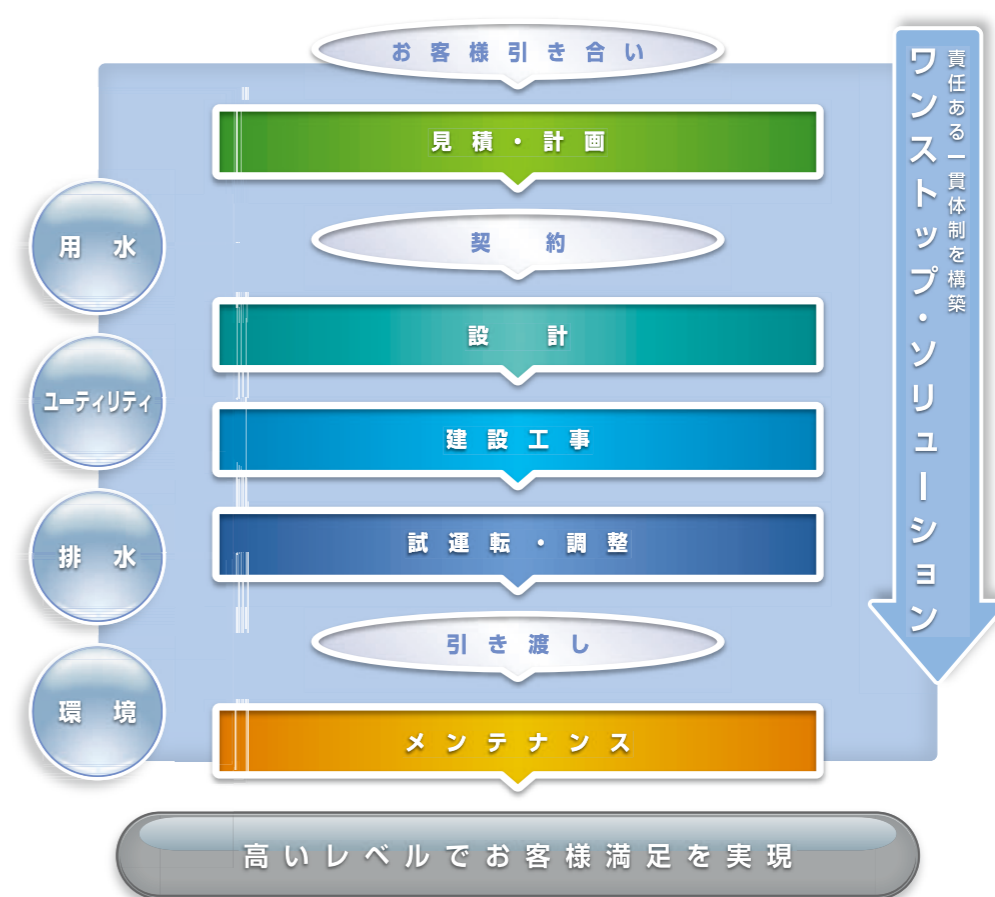 お客様引き合い
見積・計画
契約
設計
建設工事
試運転・調整
引き渡し
メンテナンス
用水
ユーティリティ
排水
環境
責任ある一貫体制を構築
ワンストップ・ソリューション
高いレベルでお客様満足を実現